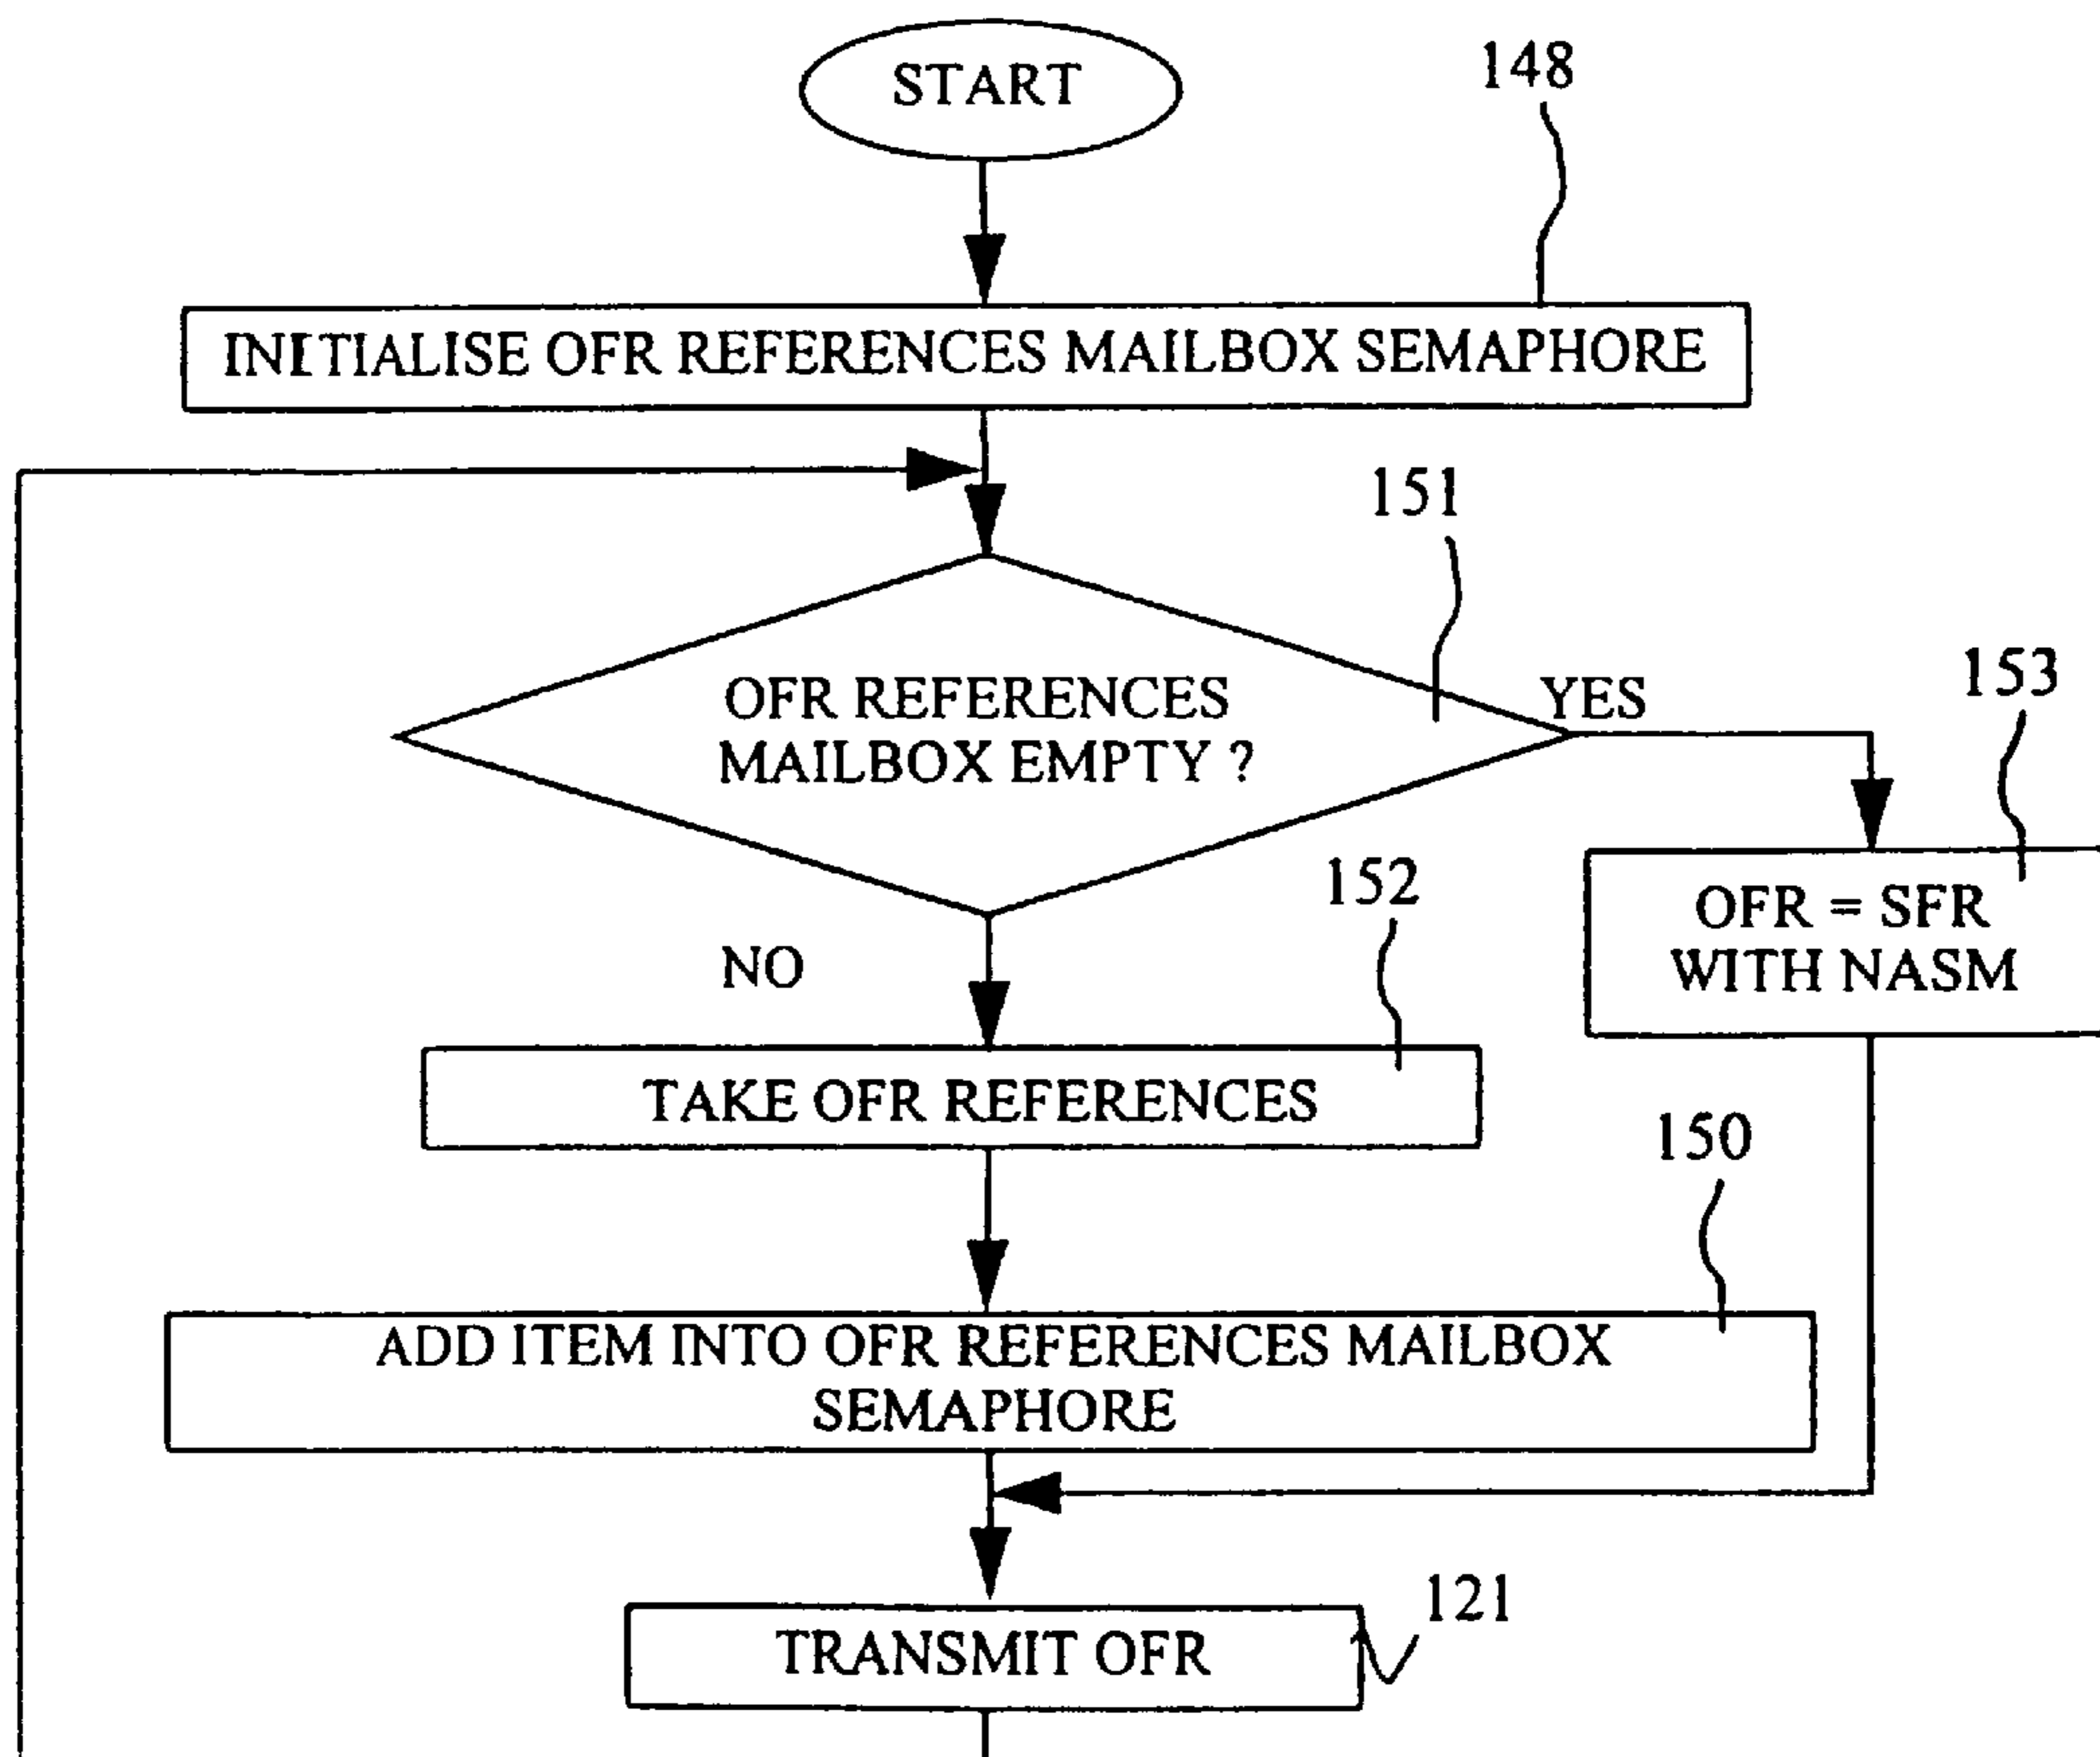 START
148
INITIALISE OFR REFERENCES MAILBOX SEMAPHORE
151
OFR REFERENCES
MAILBOX EMPTY ?
YES
153
OFR = SFR
WITH NASM
NO
152
TAKE OFR REFERENCES
150
ADD ITEM INTO OFR REFERENCES MAILBOX
SEMAPHORE
121
TRANSMIT OFR